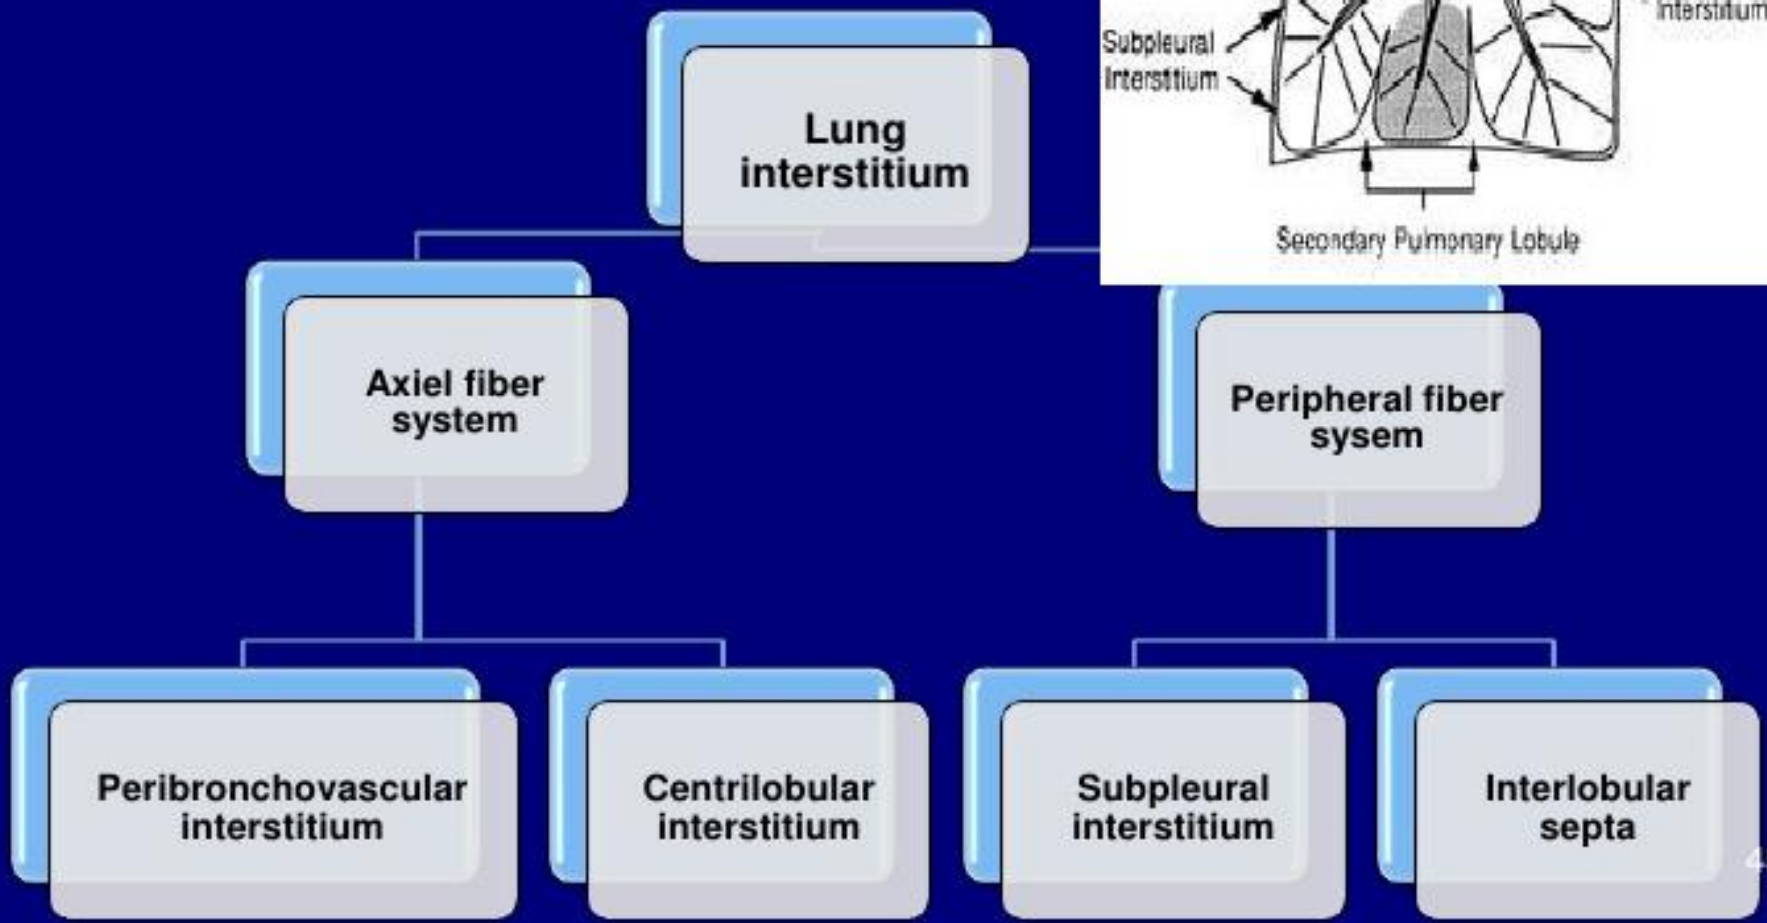 Interstitium
Subpleural
Interstitium
Secondary Pulmonary Lobule
Lung
interstitium
Axiel fiber
system
Peripheral fiber
sysem
Peribronchovascular
interstitium
Centrilobular
interstitium
Subpleural
interstitium
Interlobular
septa
4